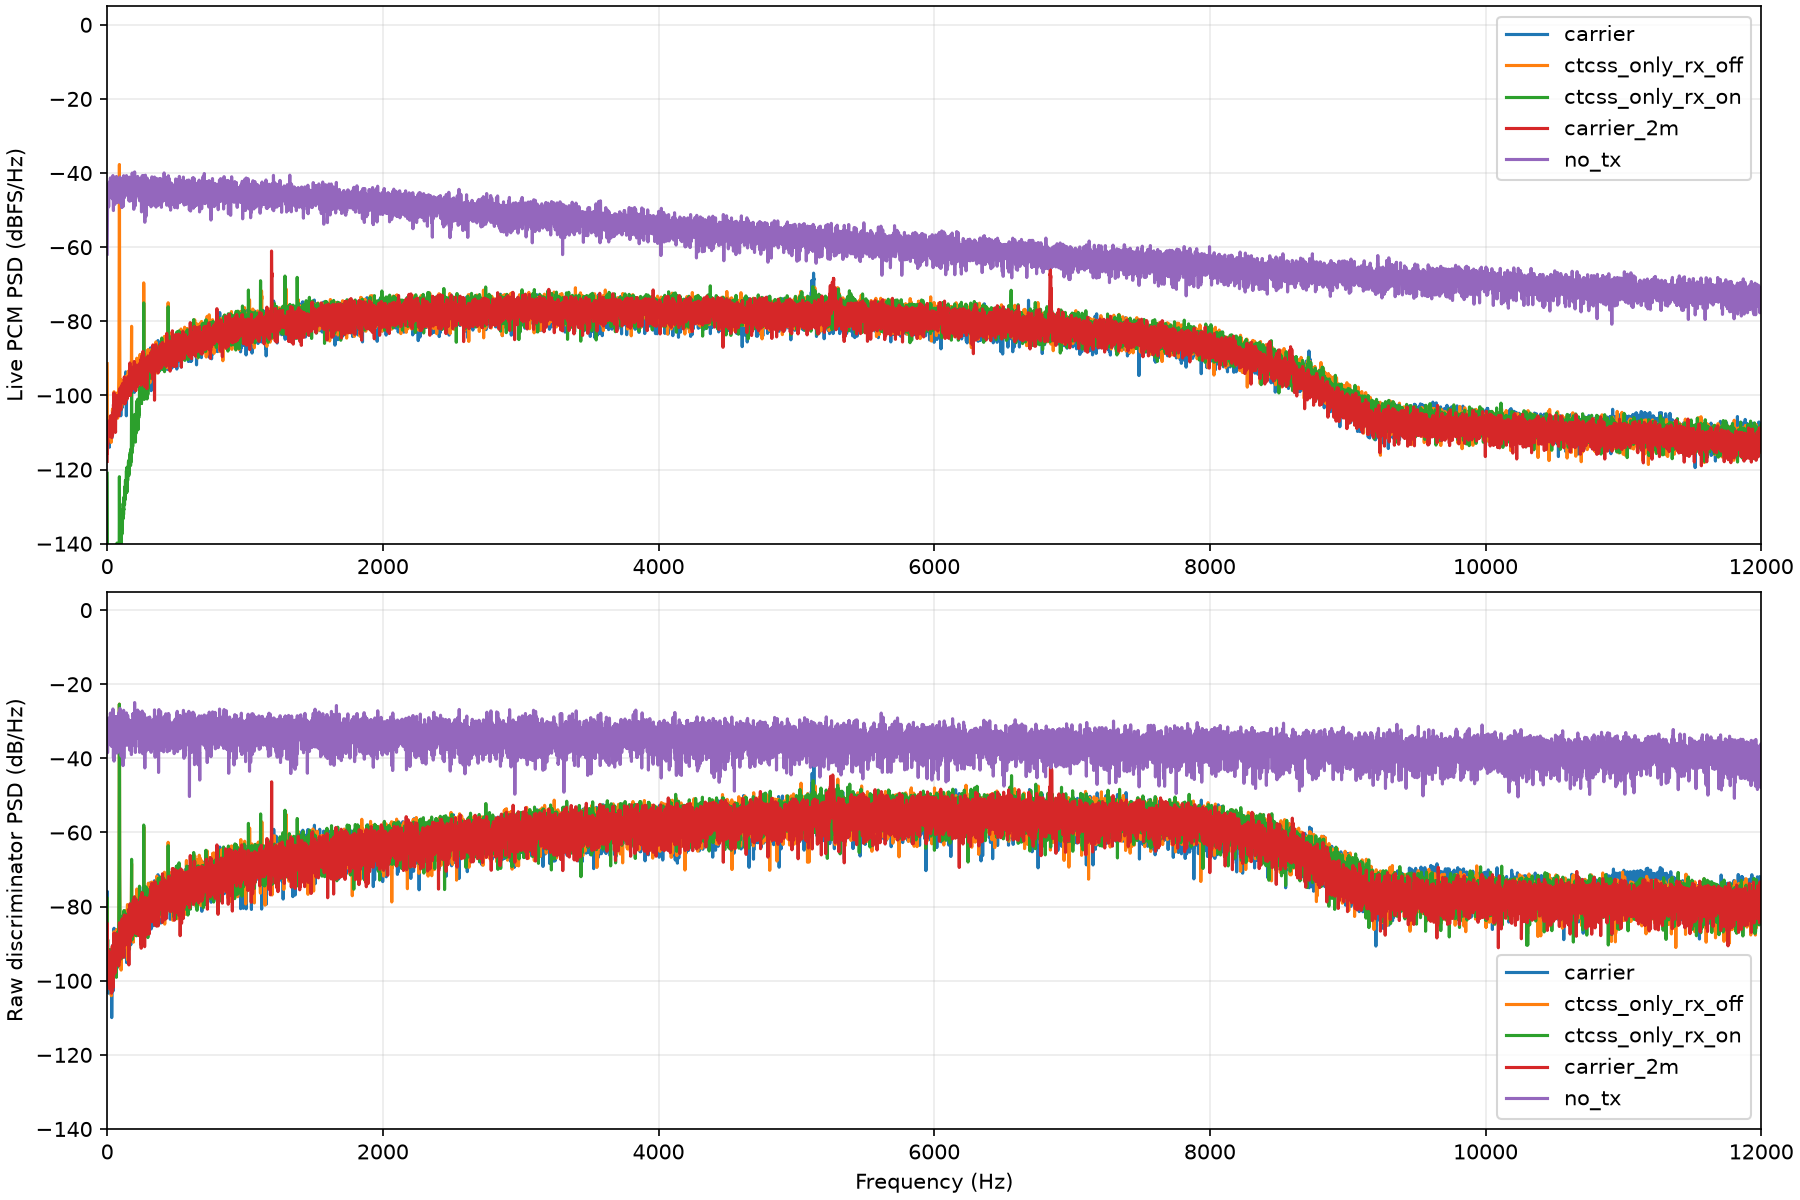 Live PCM PSD (dBFS/Hz)
0
−20
−40
−60
−80
−100
−120
−140
carrier
ctcss_only_rx_off
ctcss_only_rx_on
carrier_2m
no_tx
0 2000 4000 6000 8000 10000 12000
Raw discriminator PSD (dB/Hz)
0
−20
−40
−60
−80
−100
−120
−140
carrier
ctcss_only_rx_off
ctcss_only_rx_on
carrier_2m
no_tx
0 2000 4000 6000 8000 10000 12000
Frequency (Hz)